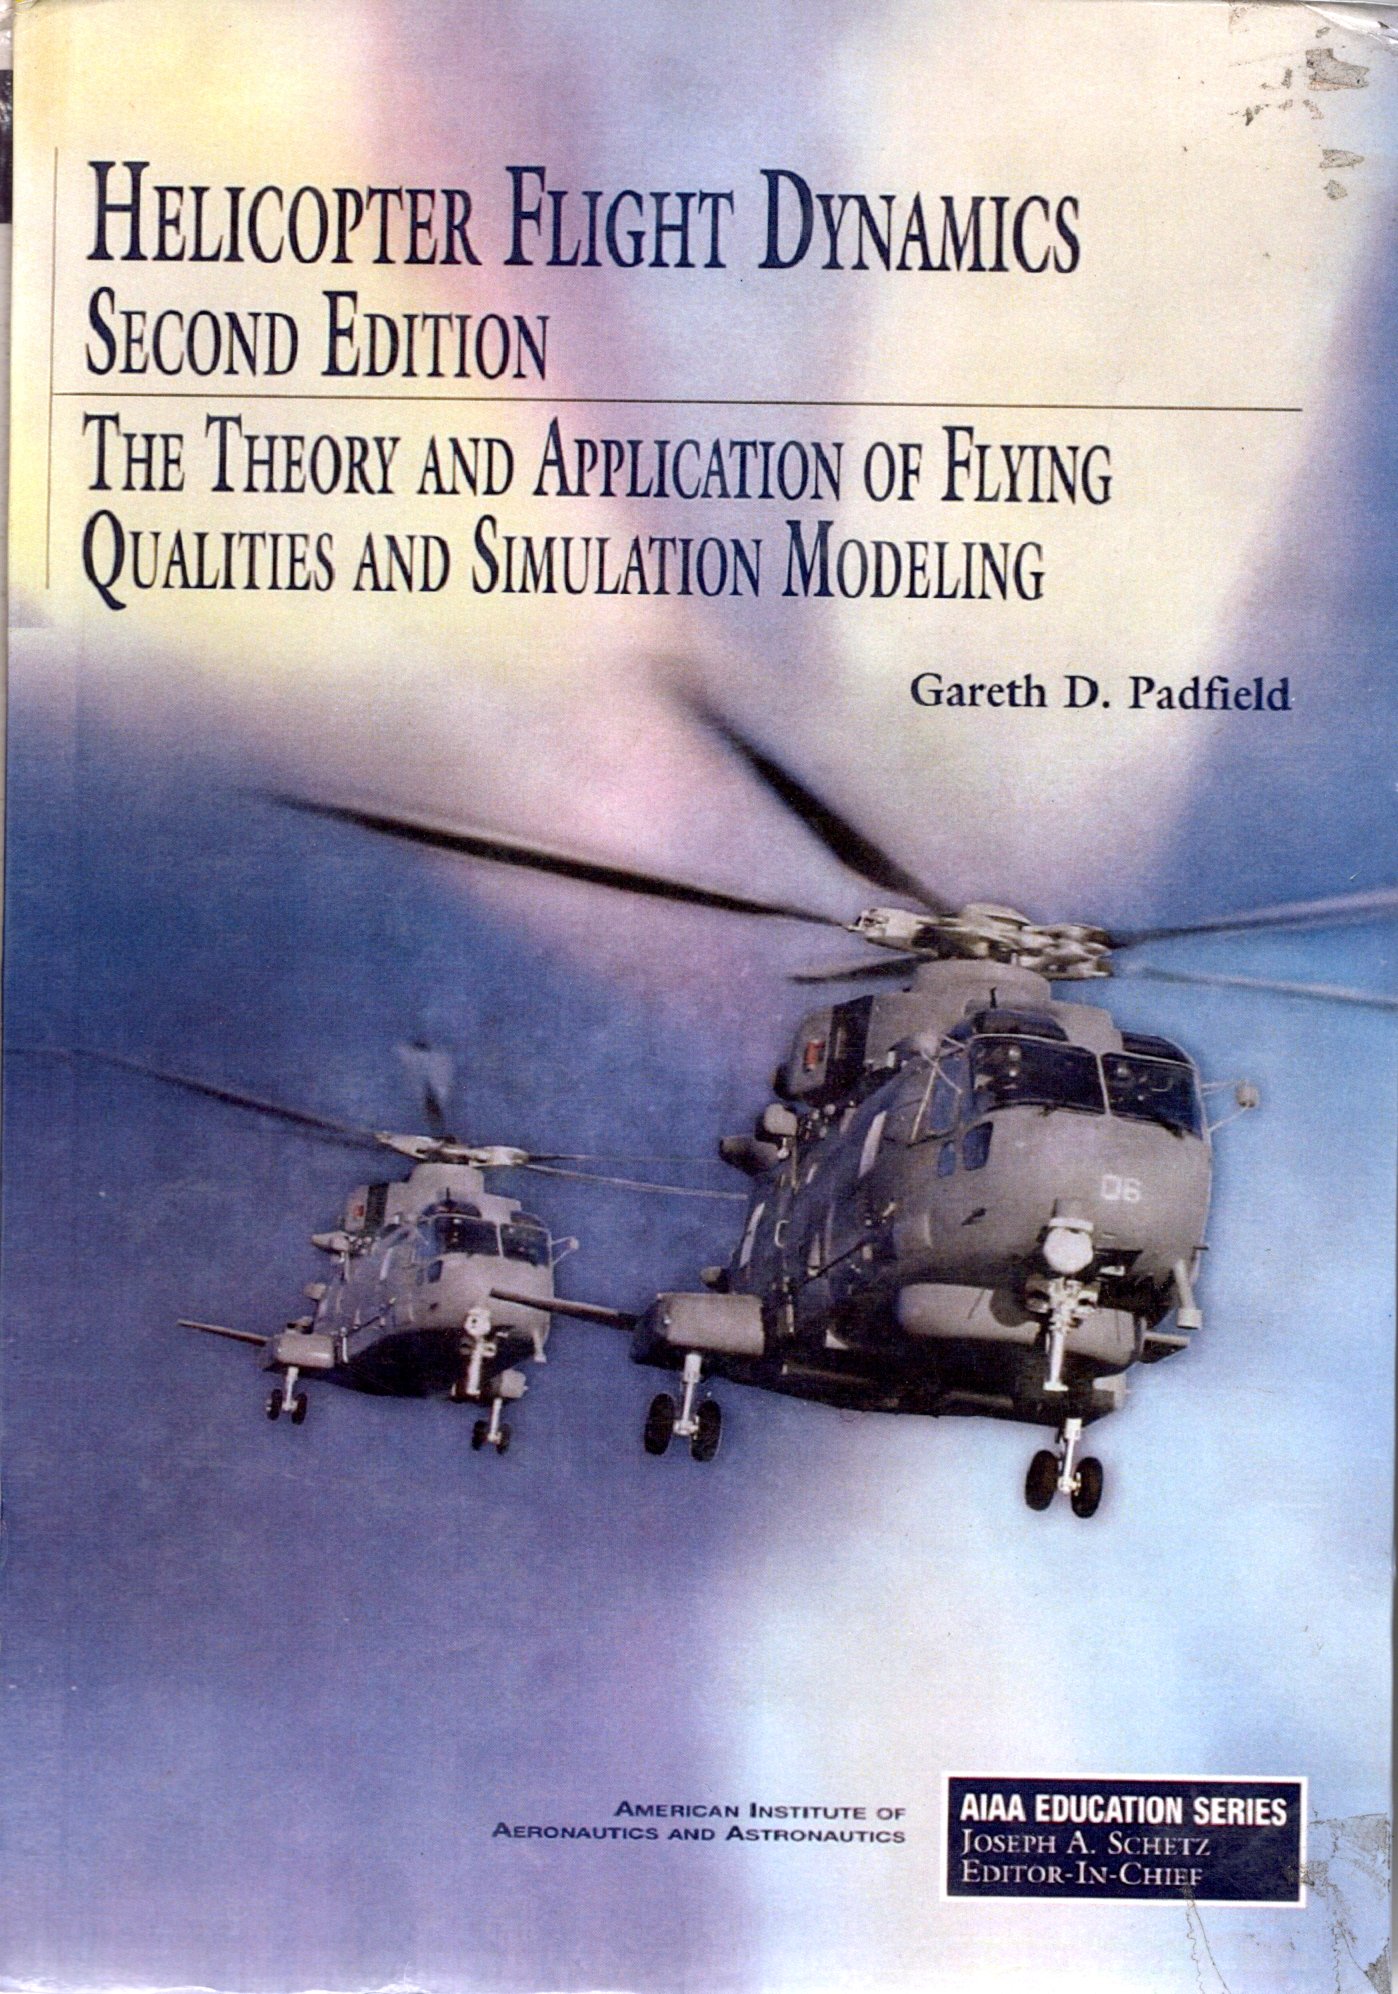 HELICOPTER FLIGHT DYNAMICS
SECOND EDITION
THE THEORY AND APPLICATION OF FLYING
QUALITIES AND SIMULATION MODELING
Gareth D. Padfield
06
AMERICAN INSTITUTE OF
AERONAUTICS AND ASTRONAUTICS
AIAA EDUCATION SERIES
JOSEPH A. SCHETZ
EDITOR-IN-CHIEF